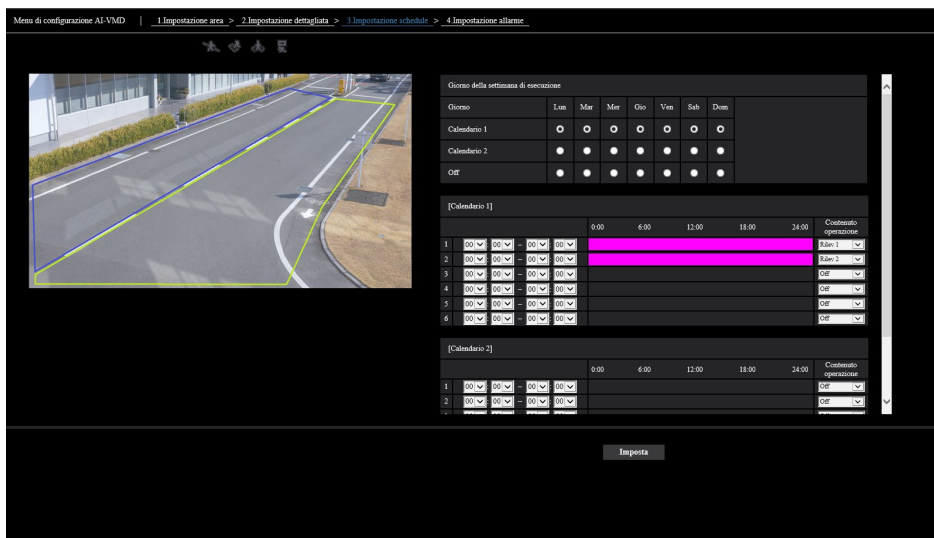 Menu di configurazione AI-VMD | 1.Impostazione area > 2.Impostazione dettagliata > 3.Impostazione schedule > 4.Impostazione allarme
Giorno della settimana di esecuzione
Giorno Lun Mar Mer Gio Ven Sab Dom
Calendario 1
Calendario 2
Off
[Calendario 1]
0:00 6:00 12:00 18:00 24:00 Contenuto operazione
1 00 : 00 – 00 : 00 Rilev 1
2 00 : 00 – 00 : 00 Rilev 2
3 00 : 00 – 00 : 00 Off
4 00 : 00 – 00 : 00 Off
5 00 : 00 – 00 : 00 Off
6 00 : 00 – 00 : 00 Off
[Calendario 2]
0:00 6:00 12:00 18:00 24:00 Contenuto operazione
1 00 : 00 – 00 : 00 Off
2 00 : 00 – 00 : 00 Off
Imposta